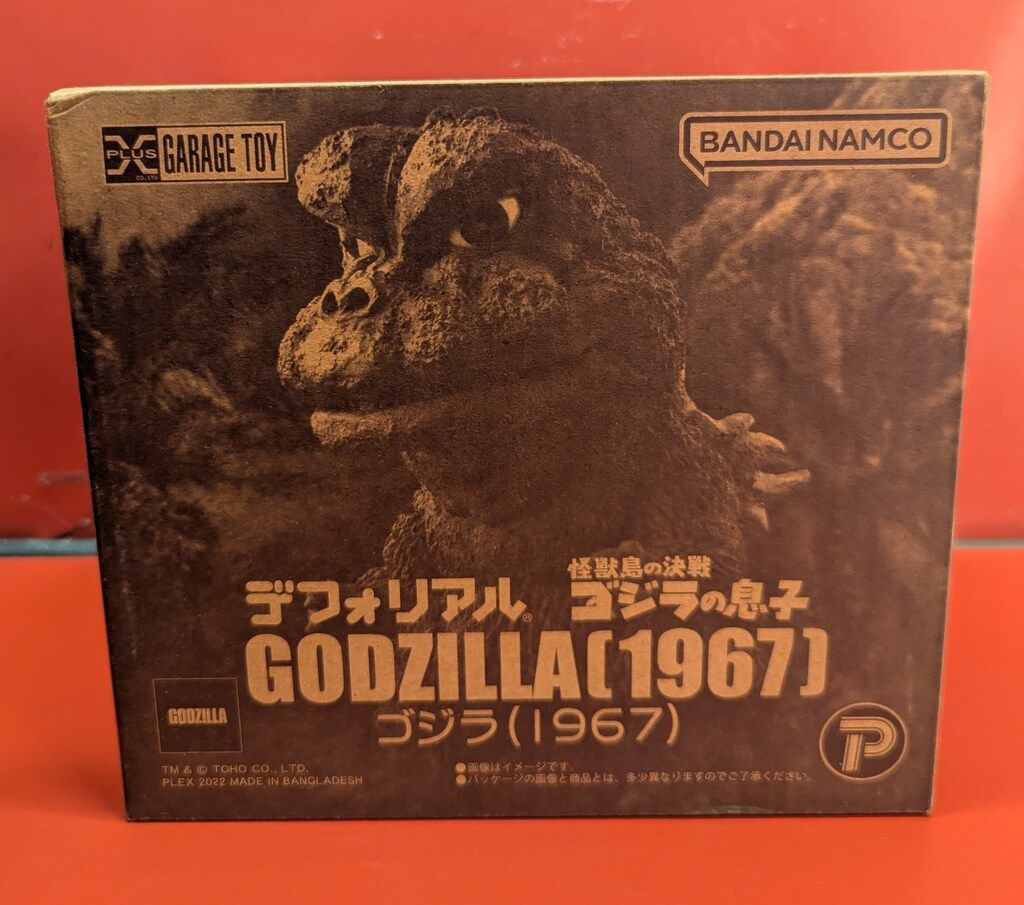 X PLUS CO., LTD.
GARAGE TOY
BANDAI NAMCO
デフォリアル®
怪獣島の決戦
ゴジラの息子
GODZILLA(1967)
ゴジラ(1967)
GODZILLA
TM & © TOHO CO., LTD.
PLEX 2022 MADE IN BANGLADESH
●画像はイメージです。
●パッケージの画像と商品とは、多少異なりますのでご了承ください。
P